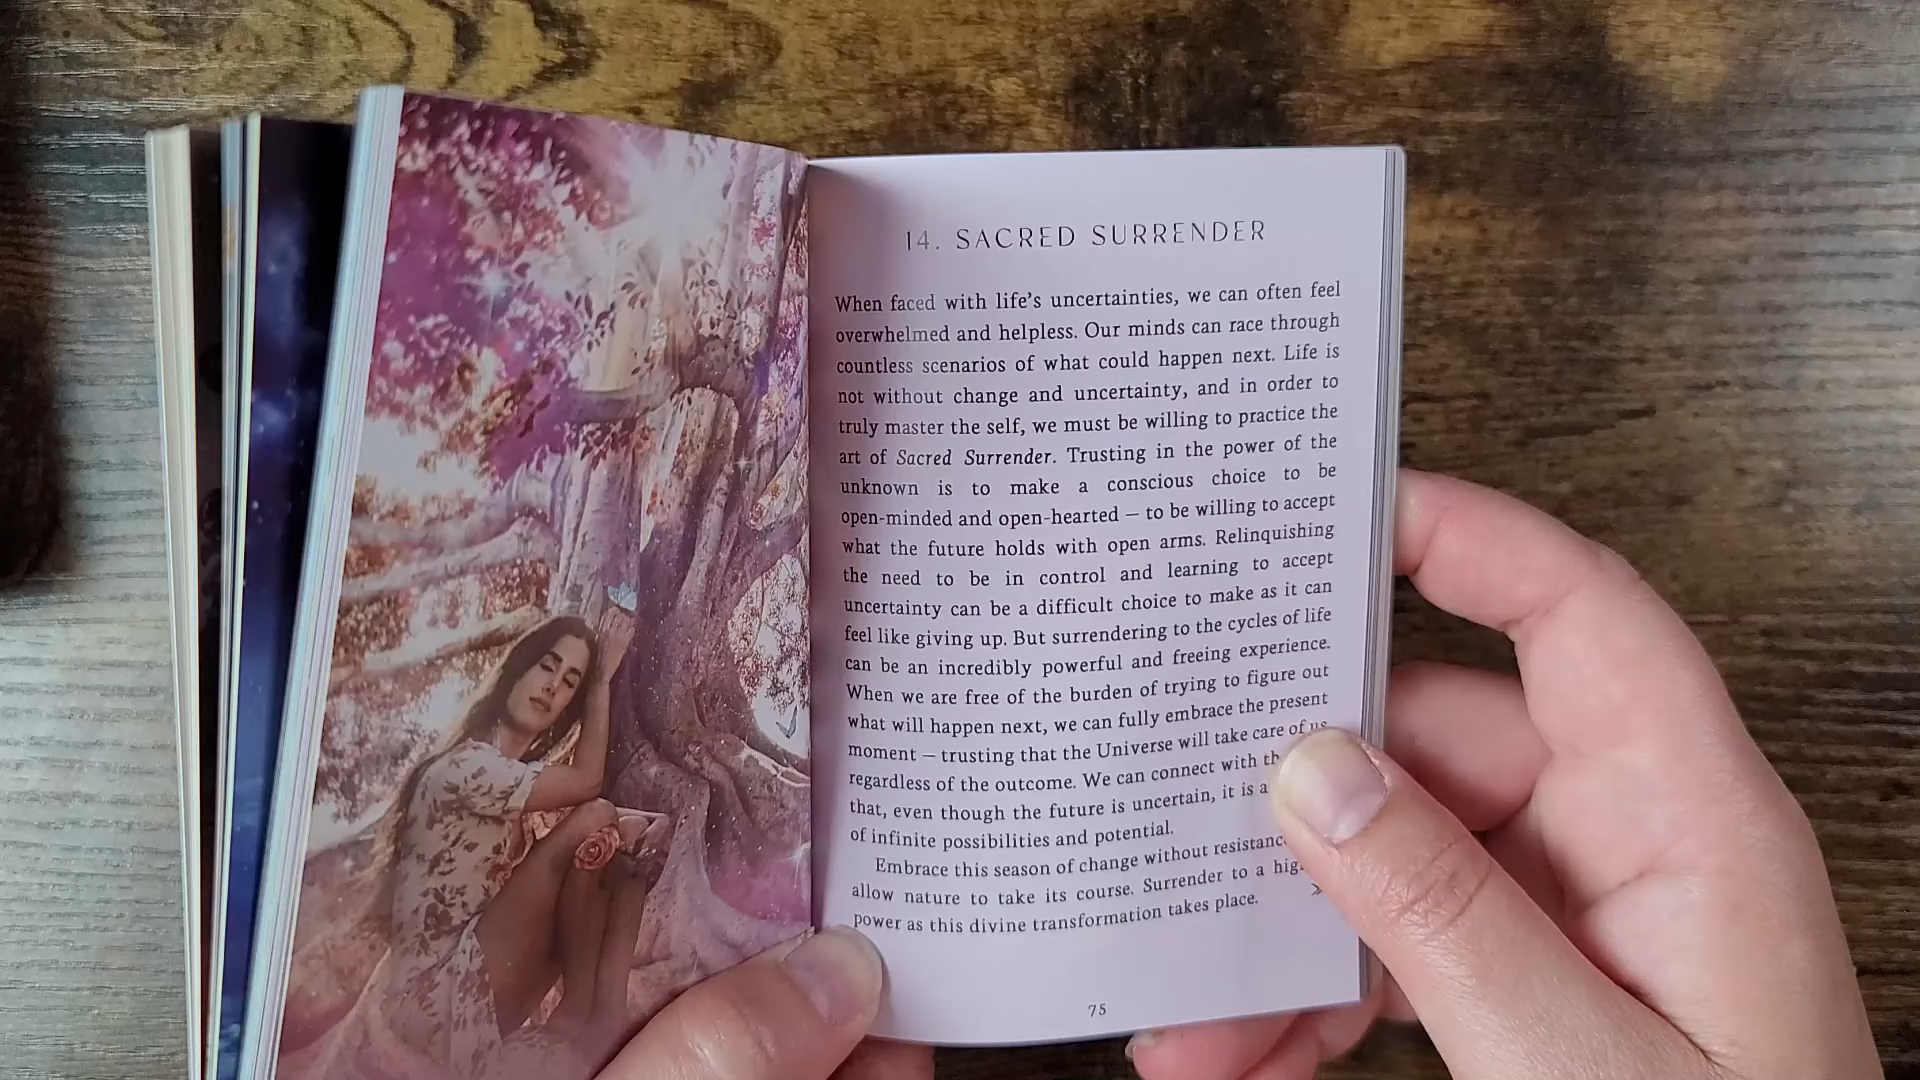 14. SACRED SURRENDER
When faced with life's uncertainties, we can often feel
overwhelmed and helpless. Our minds can race through
countless scenarios of what could happen next. Life is
not without change and uncertainty, and in order to
truly master the self, we must be willing to practice the
art of Sacred Surrender. Trusting in the power of the
unknown is to make a conscious choice to be
open-minded and open-hearted – to be willing to accept
what the future holds with open arms. Relinquishing
the need to be in control and learning to accept
uncertainty can be a difficult choice to make as it can
feel like giving up. But surrendering to the cycles of life
can be an incredibly powerful and freeing experience.
When we are free of the burden of trying to figure out
what will happen next, we can fully embrace the present
moment – trusting that the Universe will take care of us
regardless of the outcome. We can connect with
that, even though the future is uncertain, it is a
of infinite possibilities and potential.
Embrace this season of change without
allow nature to take its course. Surrender to a
power as this divine transformation takes place.
75